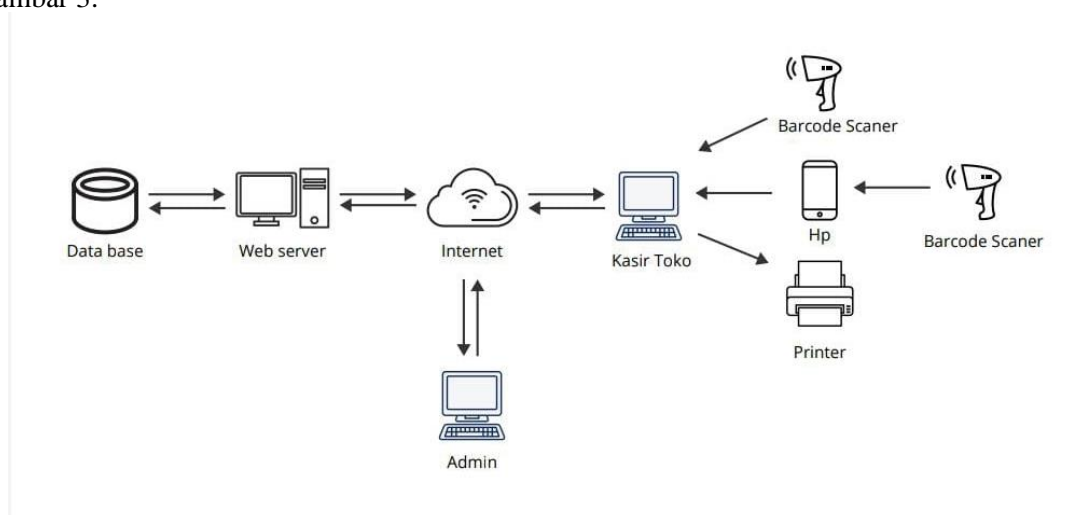 ambar 3.
Barcode Scaner
Data base
Web server
Internet
Kasir Toko
Hp
Barcode Scaner
Printer
Admin